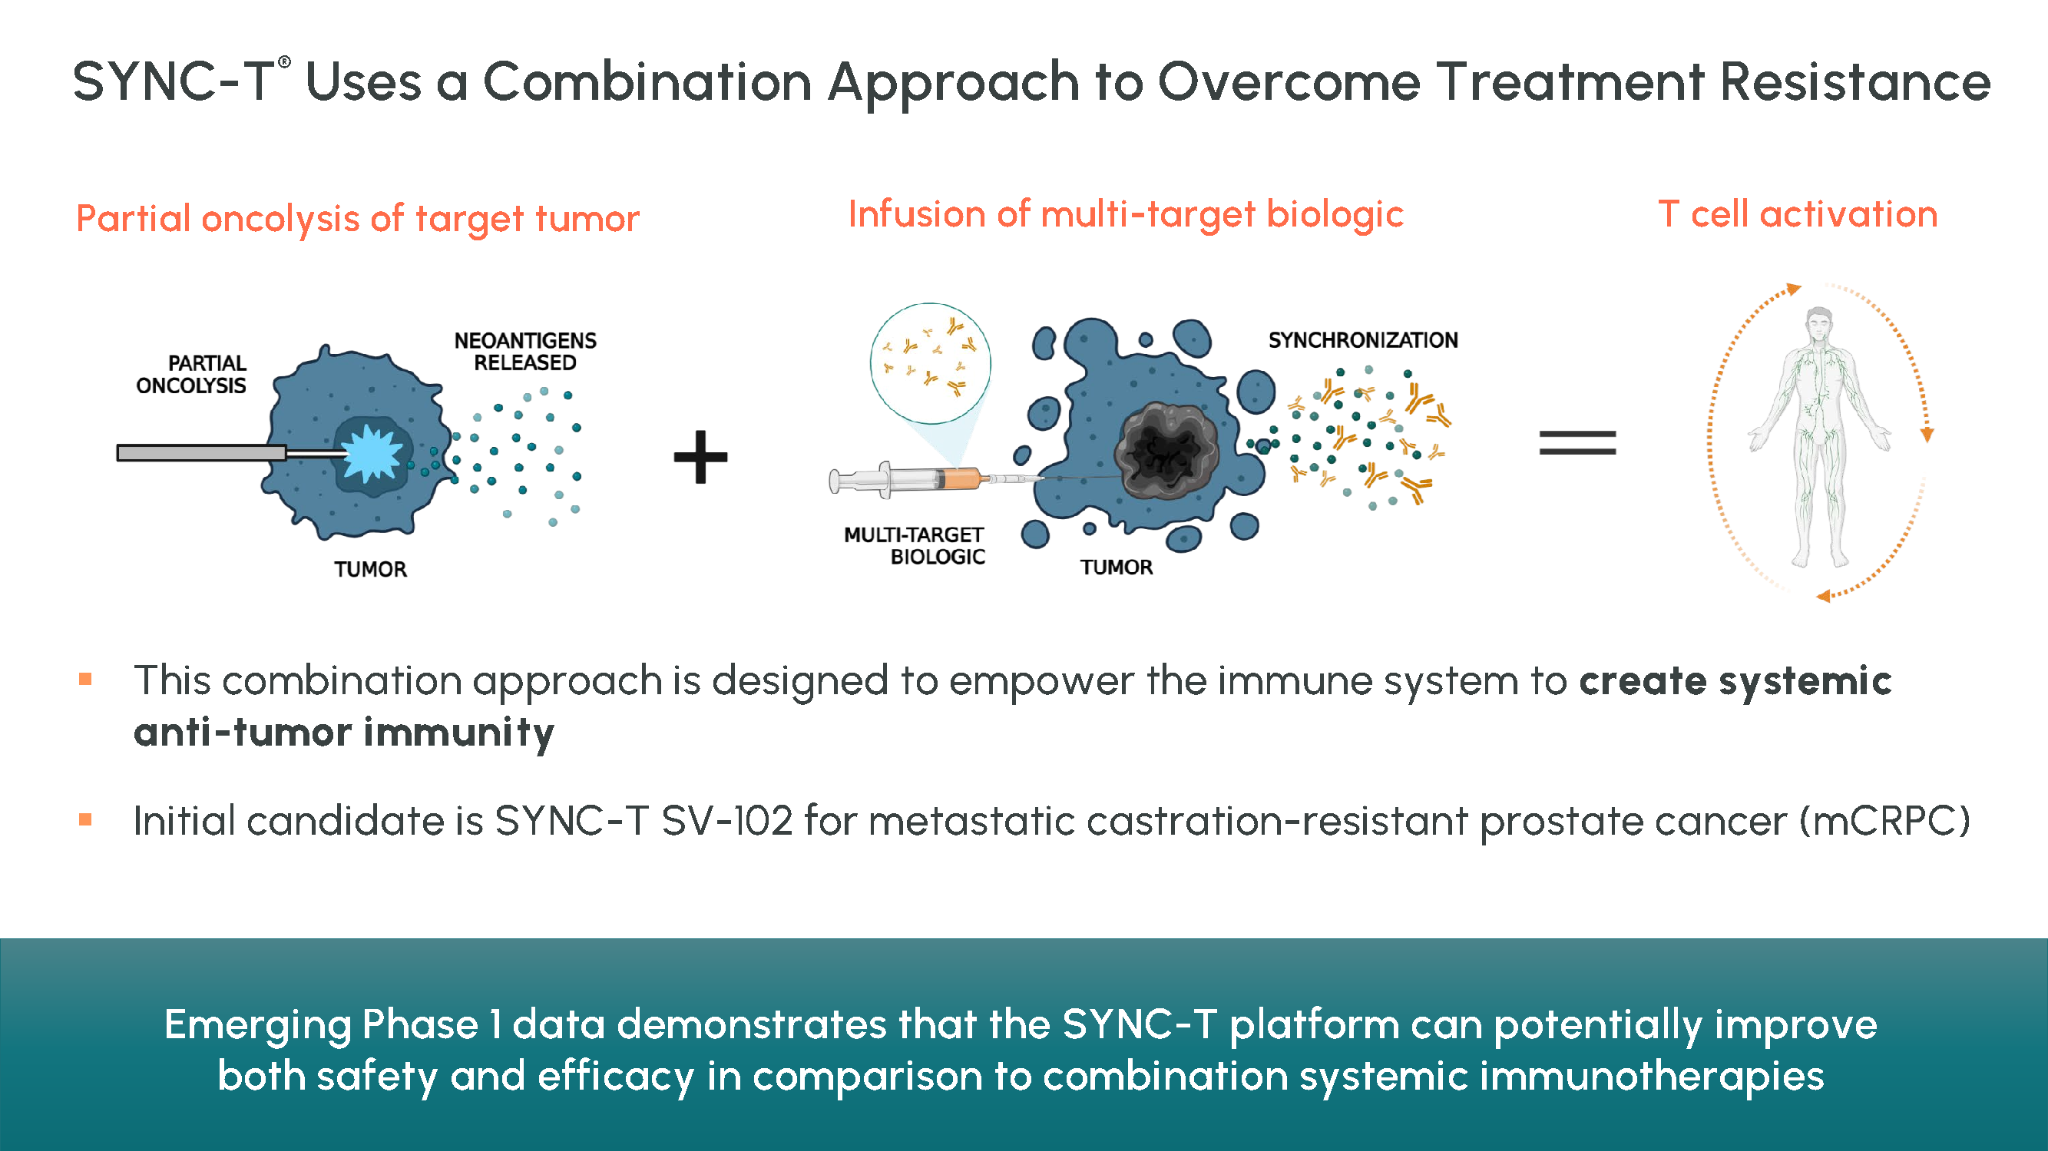 SYNC-T® Uses a Combination Approach to Overcome Treatment Resistance
Partial oncolysis of target tumor
Infusion of multi-target biologic
T cell activation
PARTIAL
ONCOLYSIS
NEOANTIGENS
RELEASED
TUMOR
+
MULTI-TARGET
BIOLOGIC
TUMOR
SYNCHRONIZATION
=
▪ This combination approach is designed to empower the immune system to create systemic
anti-tumor immunity
▪ Initial candidate is SYNC-T SV-102 for metastatic castration-resistant prostate cancer (mCRPC)
Emerging Phase 1 data demonstrates that the SYNC-T platform can potentially improve
both safety and efficacy in comparison to combination systemic immunotherapies